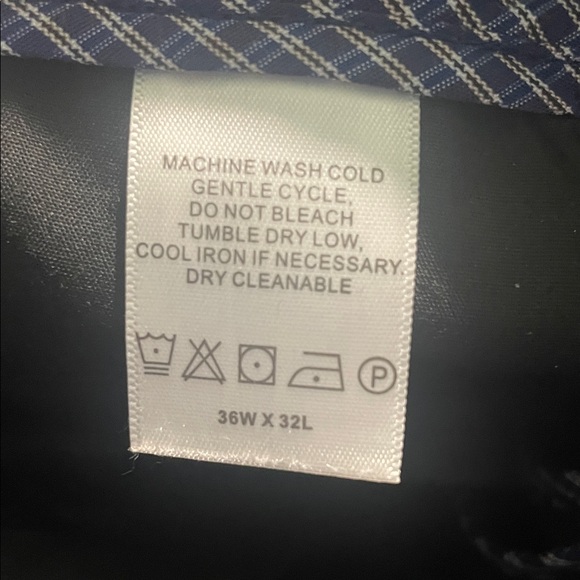 MACHINE WASH COLD
GENTLE CYCLE,
DO NOT BLEACH
TUMBLE DRY LOW,
COOL IRON IF NECESSARY.
DRY CLEANABLE
P
36W X 32L